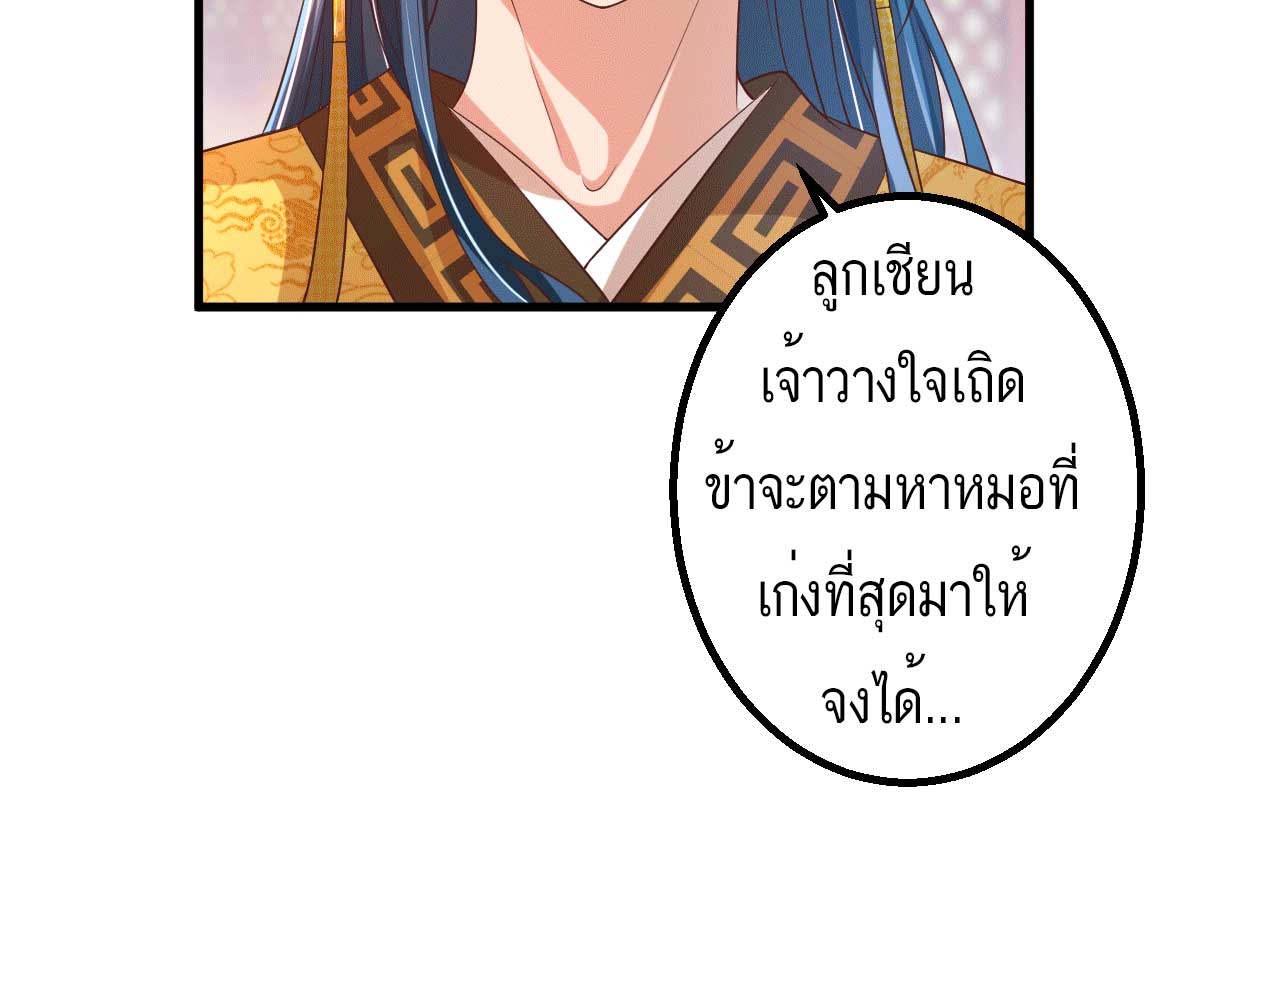 ลูกเชียน
เจ้าวางใจเถิด
ข้าจะตามหาหมอที่
เก่งที่สุดมาให้
จงได้...